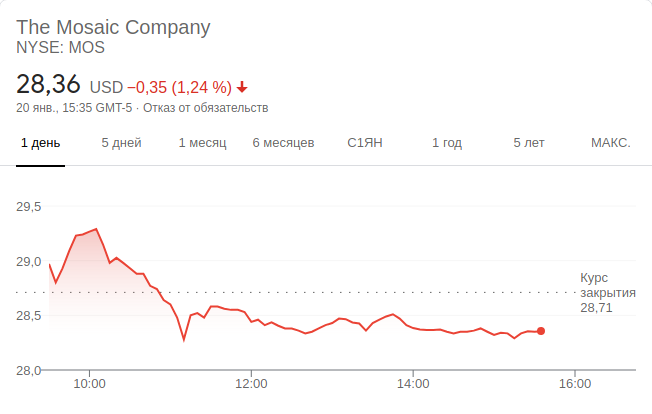 The Mosaic Company
NYSE: MOS
28,36 USD −0,35 (1,24 %)
20 янв., 15:35 GMT-5 · Отказ от обязательств
1 день 5 дней 1 месяц 6 месяцев С1ЯН 1 год 5 лет МАКС.
29,5
29,0
Курс
закрытия
28,71
28,5
28,0
10:00 12:00 14:00 16:00